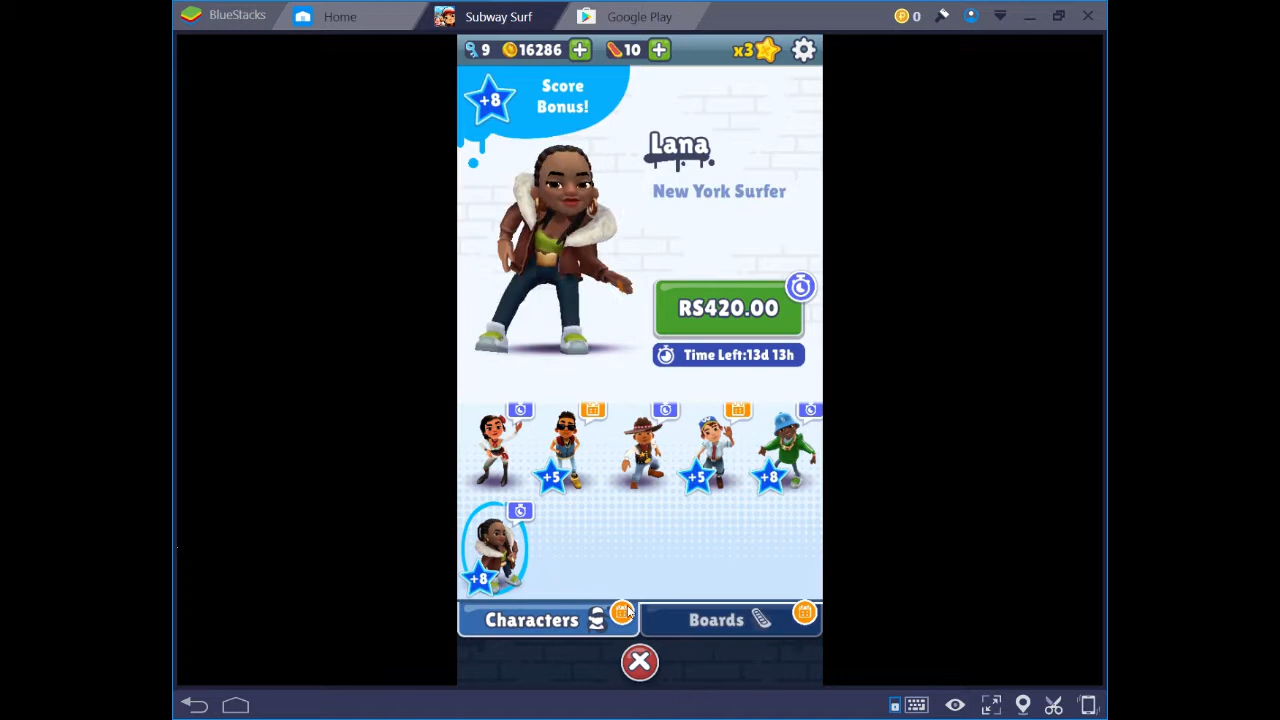 BlueStacks
Home
Subway Surf
Google Play
0
9
16286
10
x3
+8
Score
Bonus!
Lana
New York Surfer
RS420.00
Time Left:13d 13h
+5
+5
+8
+8
Characters
Boards